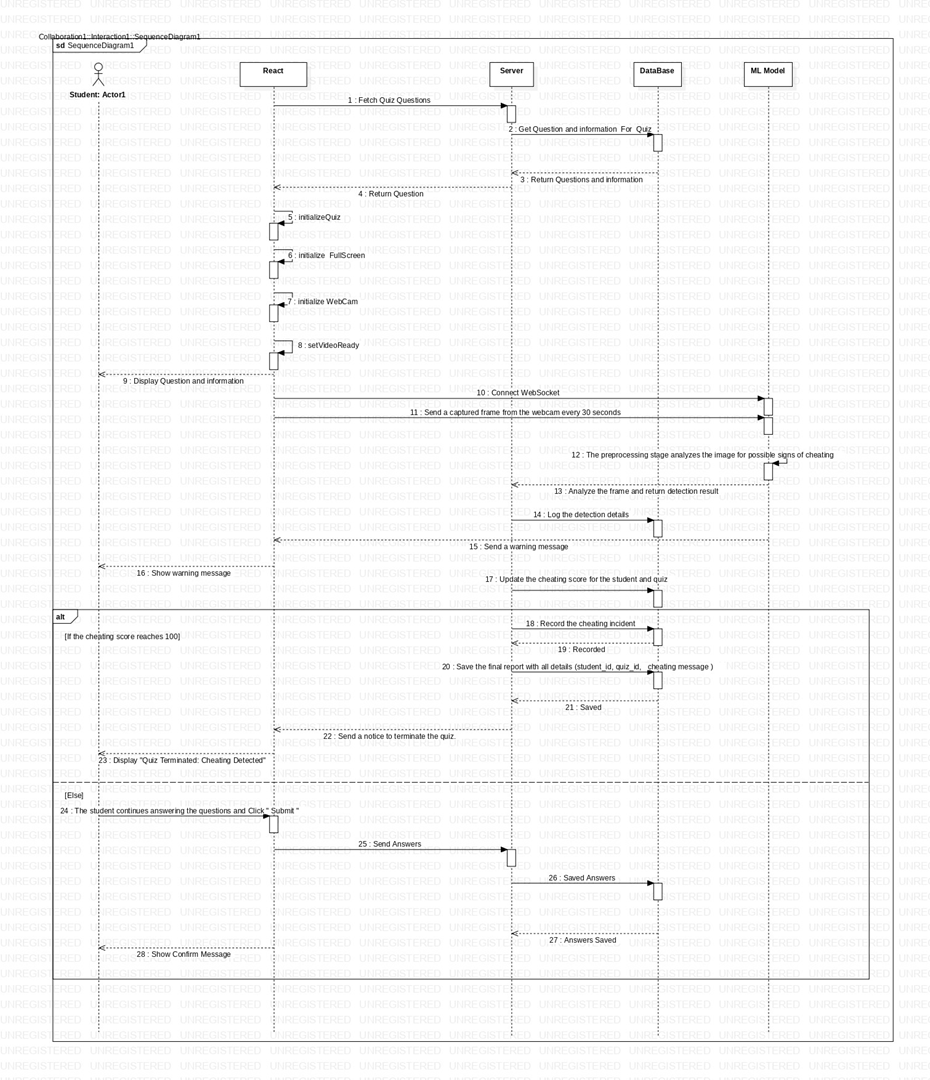 Collaboration1::Interaction1::SequenceDiagram1
sd SequenceDiagram1
React
Server
DataBase
ML Model
Student: Actor1
1 : Fetch Quiz Questions
2 : Get Question and information For Quiz
3 : Return Questions and information
4 : Return Question
5 : initializeQuiz
6 : initialize FullScreen
7 : initialize WebCam
8 : setVideoReady
9 : Display Question and information
10 : Connect WebSocket
11 : Send a captured frame from the webcam every 30 seconds
12 : The preprocessing stage analyzes the image for possible signs of cheating
13 : Analyze the frame and return detection result
14 : Log the detection details
15 : Send a warning message
16 : Show warning message
17 : Update the cheating score for the student and quiz
alt
18 : Record the cheating incident
[If the cheating score reaches 100]
19 : Recorded
20 : Save the final report with all details (student_id, quiz_id, cheating message )
21 : Saved
22 : Send a notice to terminate the quiz.
23 : Display "Quiz Terminated: Cheating Detected"
[Else]
24 : The student continues answering the questions and Click " Submit "
25 : Send Answers
26 : Saved Answers
27 : Answers Saved
28 : Show Confirm Message
UNREGISTERED